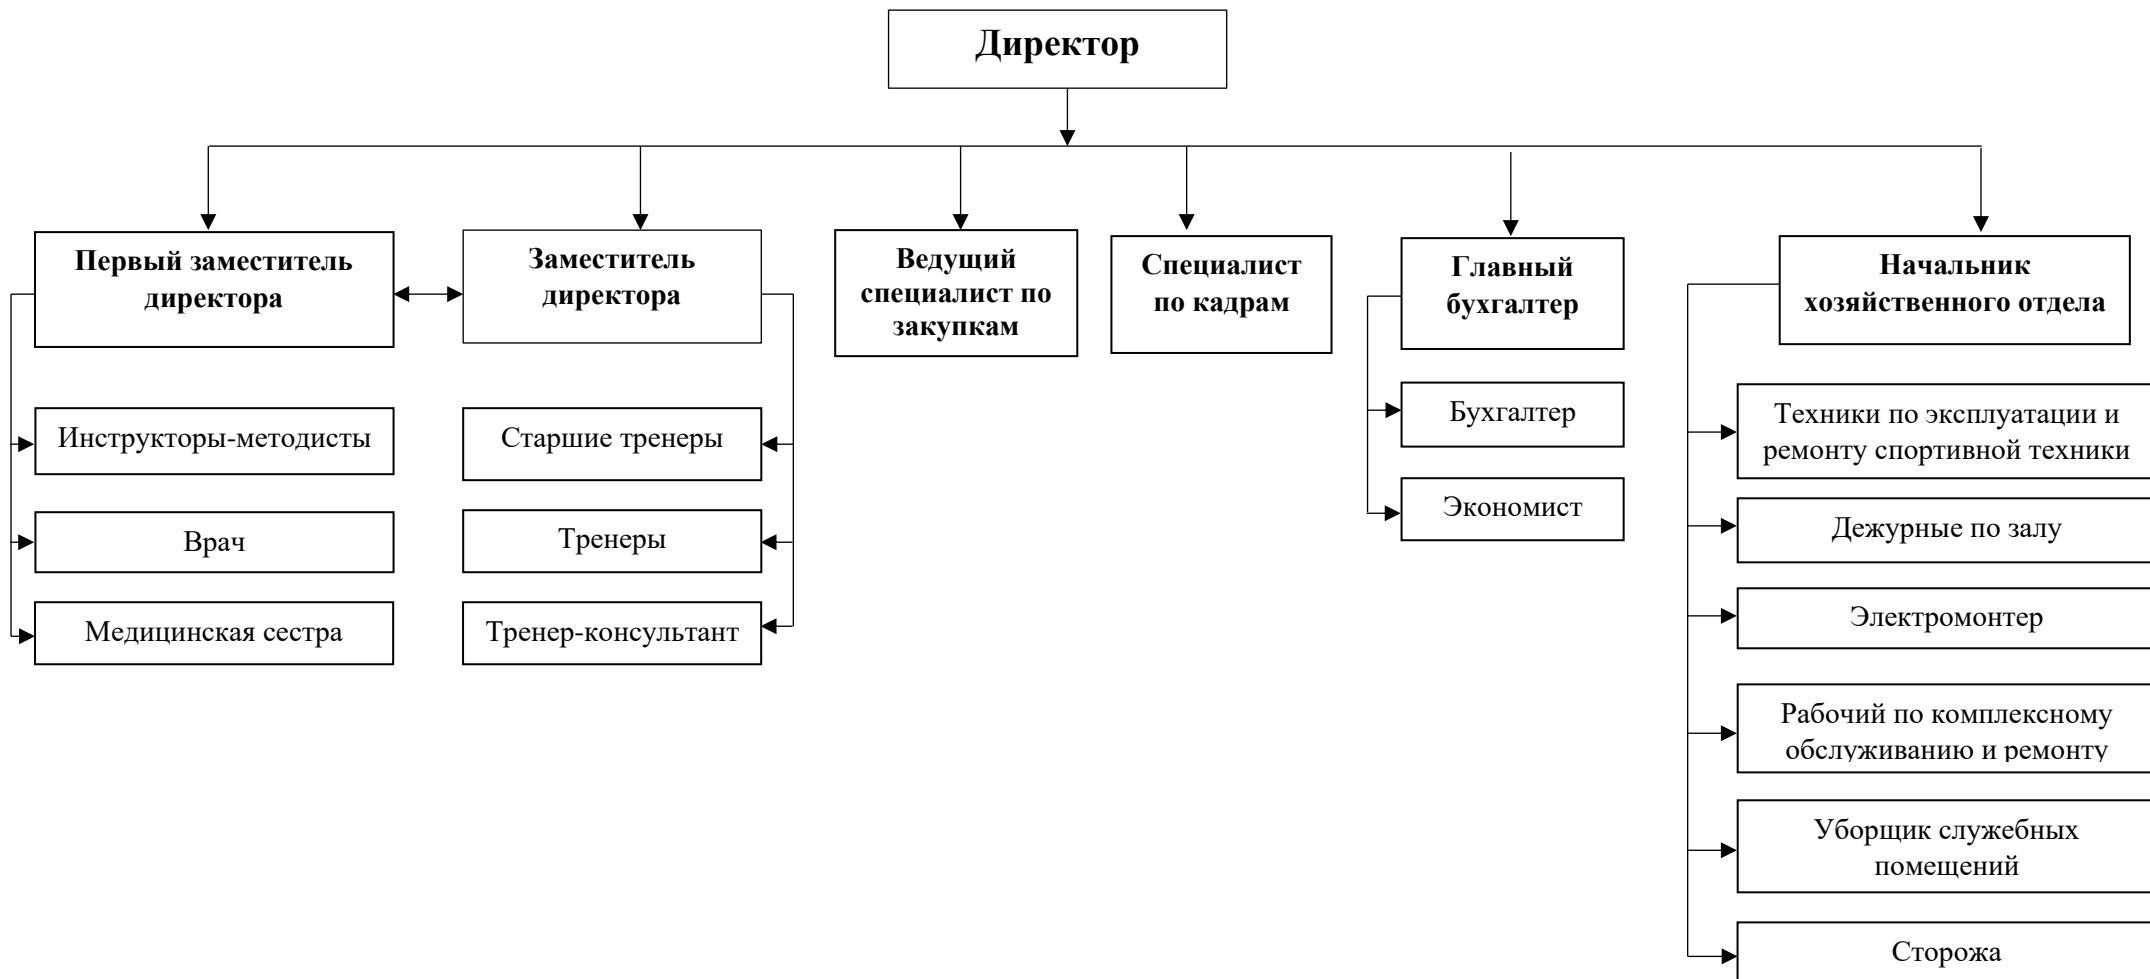 Директор
Первый заместитель
директора
Заместитель
директора
Ведущий
специалист по
закупкам
Специалист
по кадрам
Главный
бухгалтер
Начальник
хозяйственного отдела
Инструкторы-методисты
Врач
Медицинская сестра
Старшие тренеры
Тренеры
Тренер-консультант
Бухгалтер
Экономист
Техники по эксплуатации и
ремонту спортивной техники
Дежурные по залу
Электромонтер
Рабочий по комплексному
обслуживанию и ремонту
Уборщик служебных
помещений
Сторожа